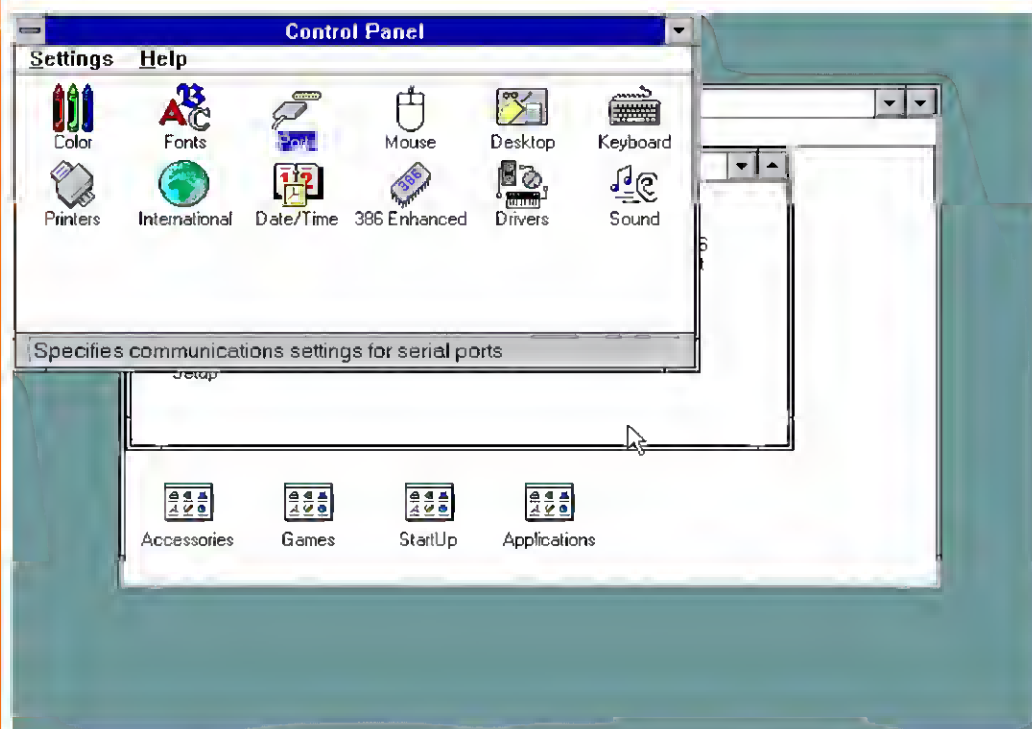 Control Panel
Settings Help
Color Fonts Mouse Desktop Keyboard
Printers International Date/Time 386 Enhanced Drivers Sound
Specifies communications settings for serial ports
Setup
Accessories Games StartUp Applications